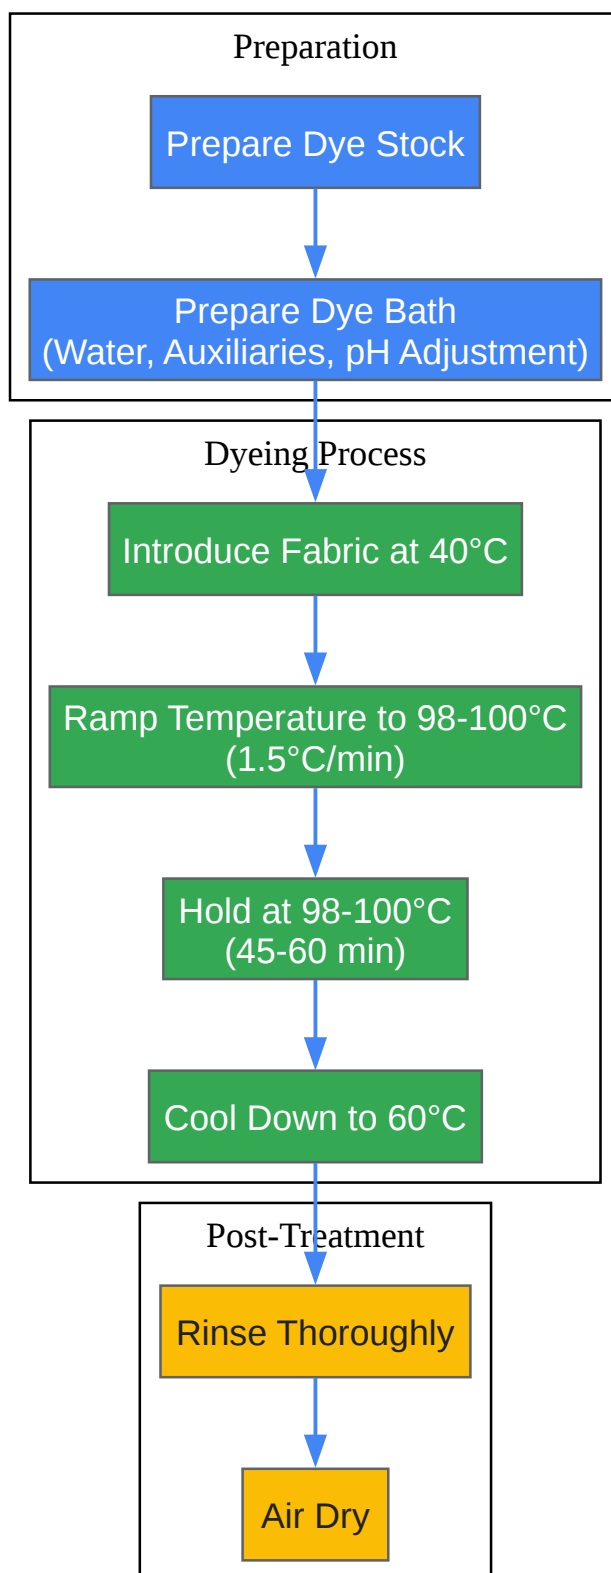 Preparation
Prepare Dye Stock
Prepare Dye Bath
(Water, Auxiliaries, pH Adjustment)
Dyeing Process
Introduce Fabric at 40°C
Ramp Temperature to 98-100°C
(1.5°C/min)
Hold at 98-100°C
(45-60 min)
Cool Down to 60°C
Post-Treatment
Rinse Thoroughly
Air Dry